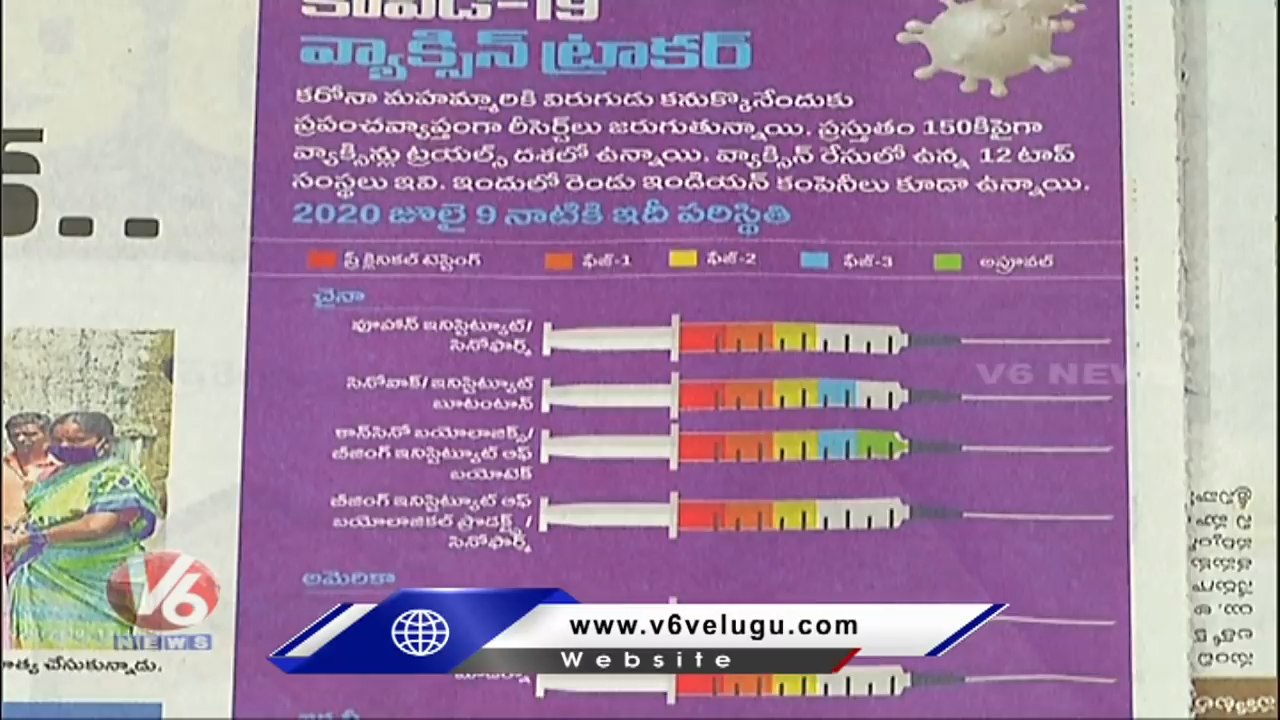 కొవిడ్-19
వ్యాక్సిన్ ట్రాకర్
కరోనా మహమ్మారికి విరుగుడు కనుక్కొనేందుకు
ప్రపంచవ్యాప్తంగా రీసెర్చ్‌లు జరుగుతున్నాయి. ప్రస్తుతం 150కిపైగా
వ్యాక్సిన్లు ట్రయల్స్ దశలో ఉన్నాయి. వ్యాక్సిన్ రేసులో ఉన్న 12 టాప్
సంస్థలు ఇవి. ఇందులో రెండు ఇండియన్ కంపెనీలు కూడా ఉన్నాయి.
2020 జూలై 9 నాటికి ఇదీ పరిస్థితి
ప్రీ క్లినికల్ టెస్టింగ్ ఫేజ్-1 ఫేజ్-2 ఫేజ్-3 అప్రూవల్
చైనా
వూహాన్ ఇనిస్టిట్యూట్/
సినోఫార్మ్
సినోవాక్/ఇనిస్టిట్యూట్
బూటంటాన్
కాన్‌సినో బయోలాజిక్స్/
బీజింగ్ ఇనిస్టిట్యూట్ ఆఫ్
బయోటెక్
బీజింగ్ ఇనిస్టిట్యూట్ ఆఫ్
బయోలాజికల్ ప్రొడక్ట్స్/
సినోఫార్మ్
అమెరికా
V6 NEW
V6
NEWS
www.v6velugu.com
Website
చేసుకున్నాడు.